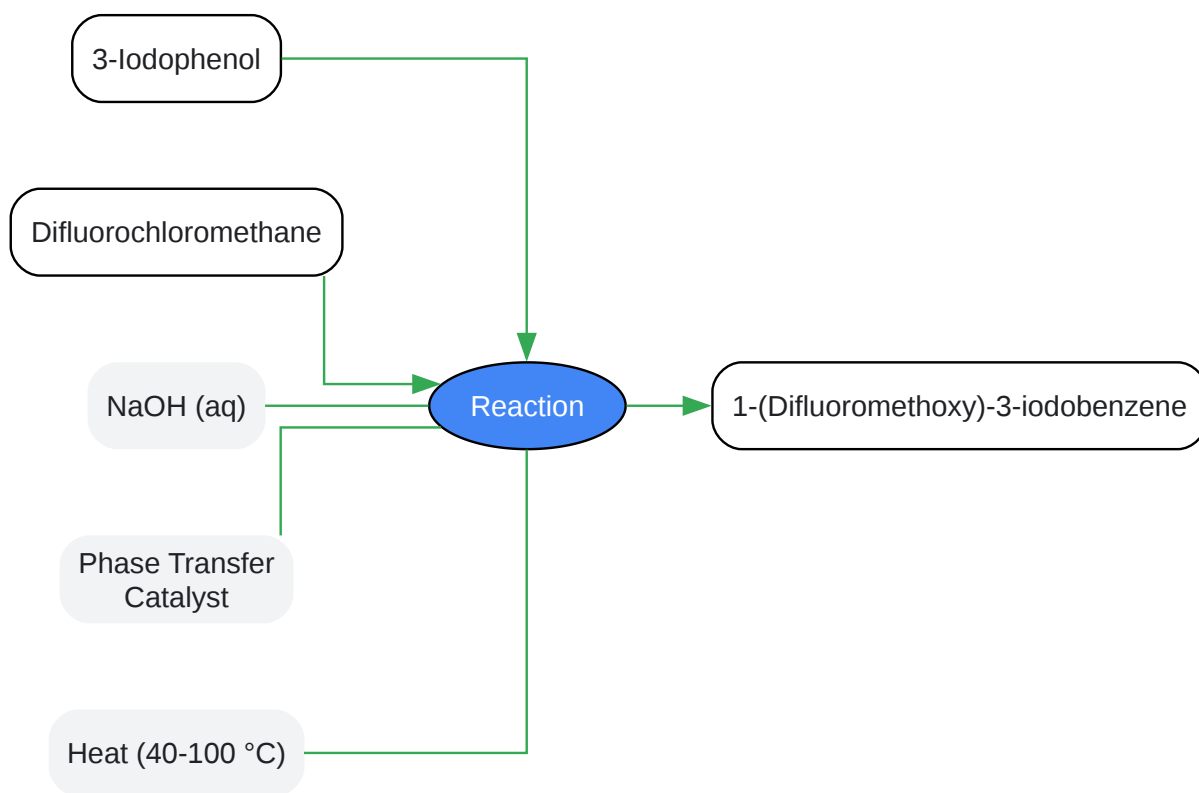 3-Iodophenol
Difluorochloromethane
NaOH (aq)
Reaction
1-(Difluoromethoxy)-3-iodobenzene
Phase Transfer
Catalyst
Heat (40-100 °C)